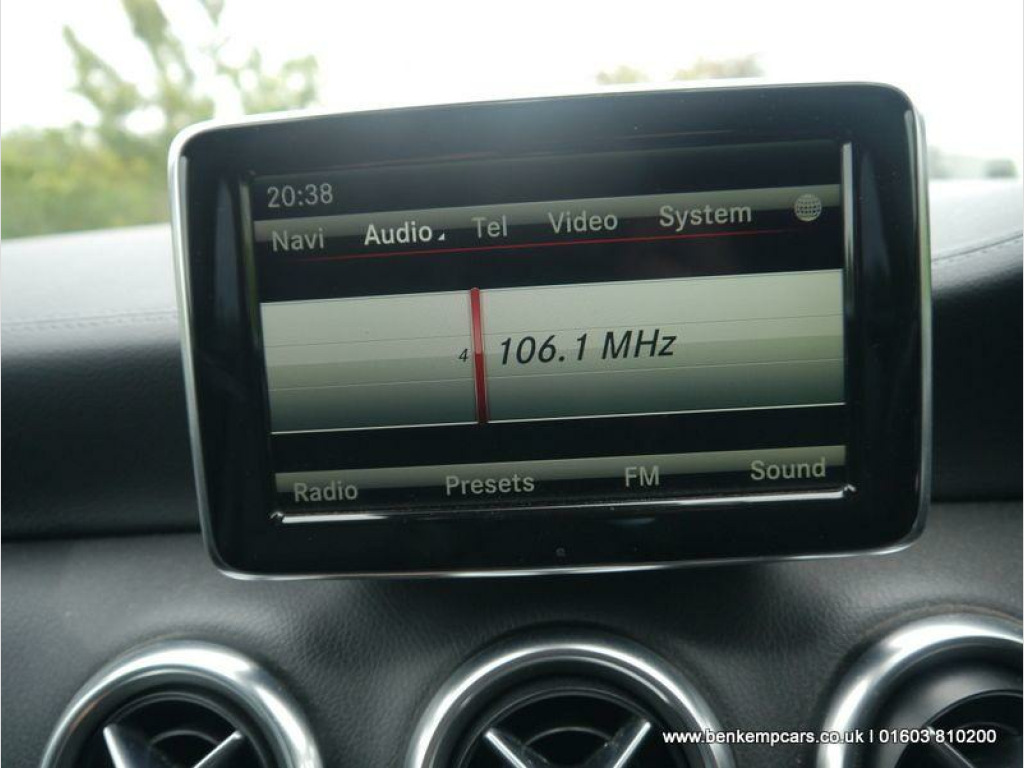 20:38
Navi Audio Tel Video System
4 106.1 MHz
Radio Presets FM Sound
www.benkempcars.co.uk | 01603 810200